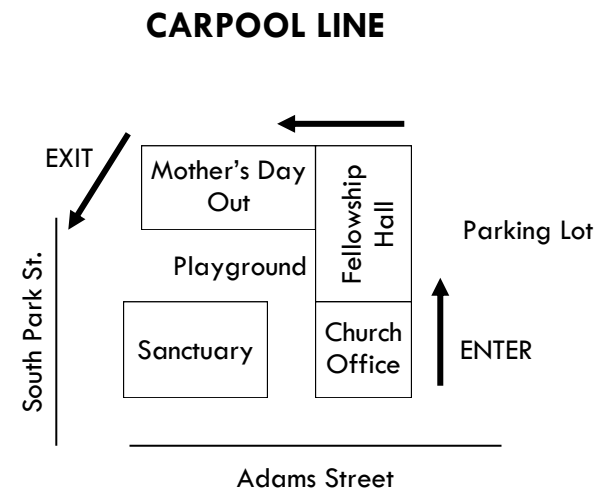 CARPOOL LINE
EXIT
Mother's Day
Out
Fellowship
Hall
Parking Lot
Playground
South Park St.
Sanctuary
Church
Office
ENTER
Adams Street